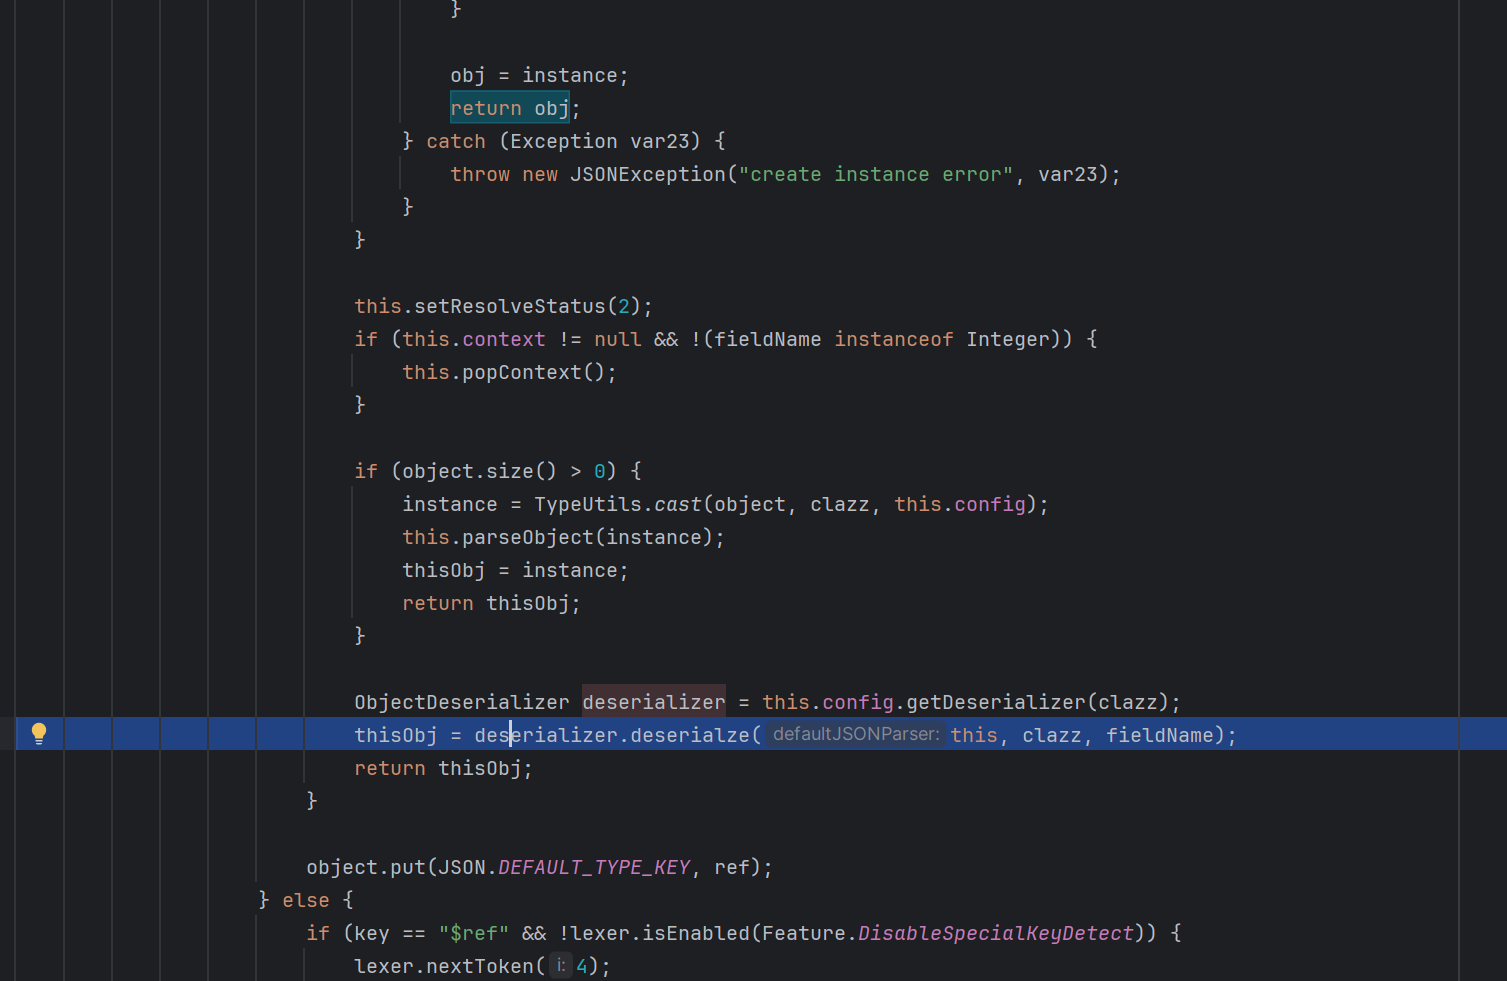 }
obj = instance;
return obj;
} catch (Exception var23) {
throw new JSONException("create instance error", var23);
}
}
this.setResolveStatus(2);
if (this.context != null && !(fieldName instanceof Integer)) {
this.popContext();
}
if (object.size() > 0) {
instance = TypeUtils.cast(object, clazz, this.config);
this.parseObject(instance);
thisObj = instance;
return thisObj;
}
ObjectDeserializer deserializer = this.config.getDeserializer(clazz);
thisObj = deserializer.deserialze( defaultJSONParser: this, clazz, fieldName);
return thisObj;
}
object.put(JSON.DEFAULT_TYPE_KEY, ref);
} else {
if (key == "$ref" && !lexer.isEnabled(Feature.DisableSpecialKeyDetect)) {
lexer.nextToken( i: 4);